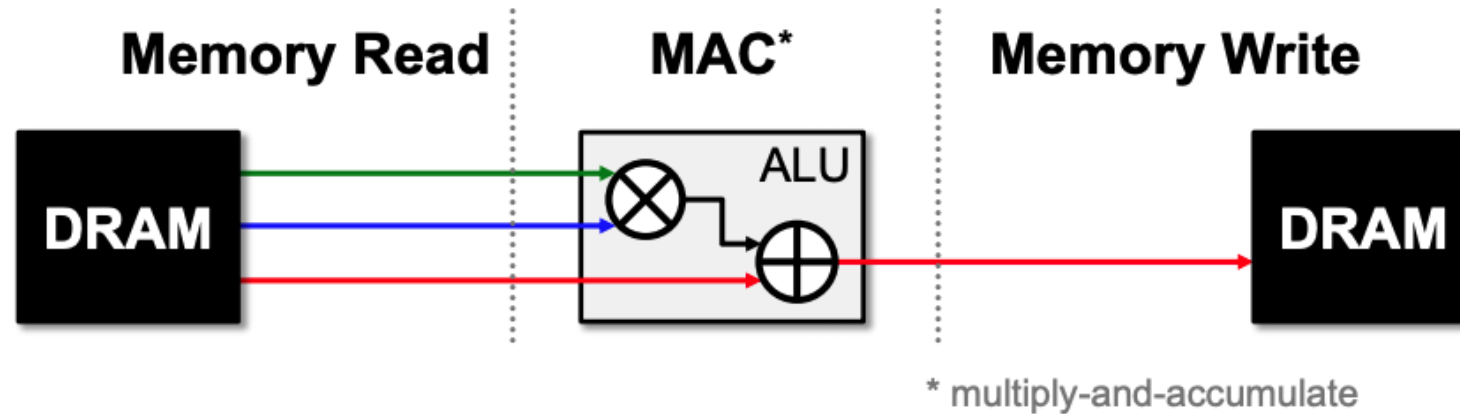 Memory Read
MAC*
Memory Write
DRAM
ALU
DRAM
* multiply-and-accumulate